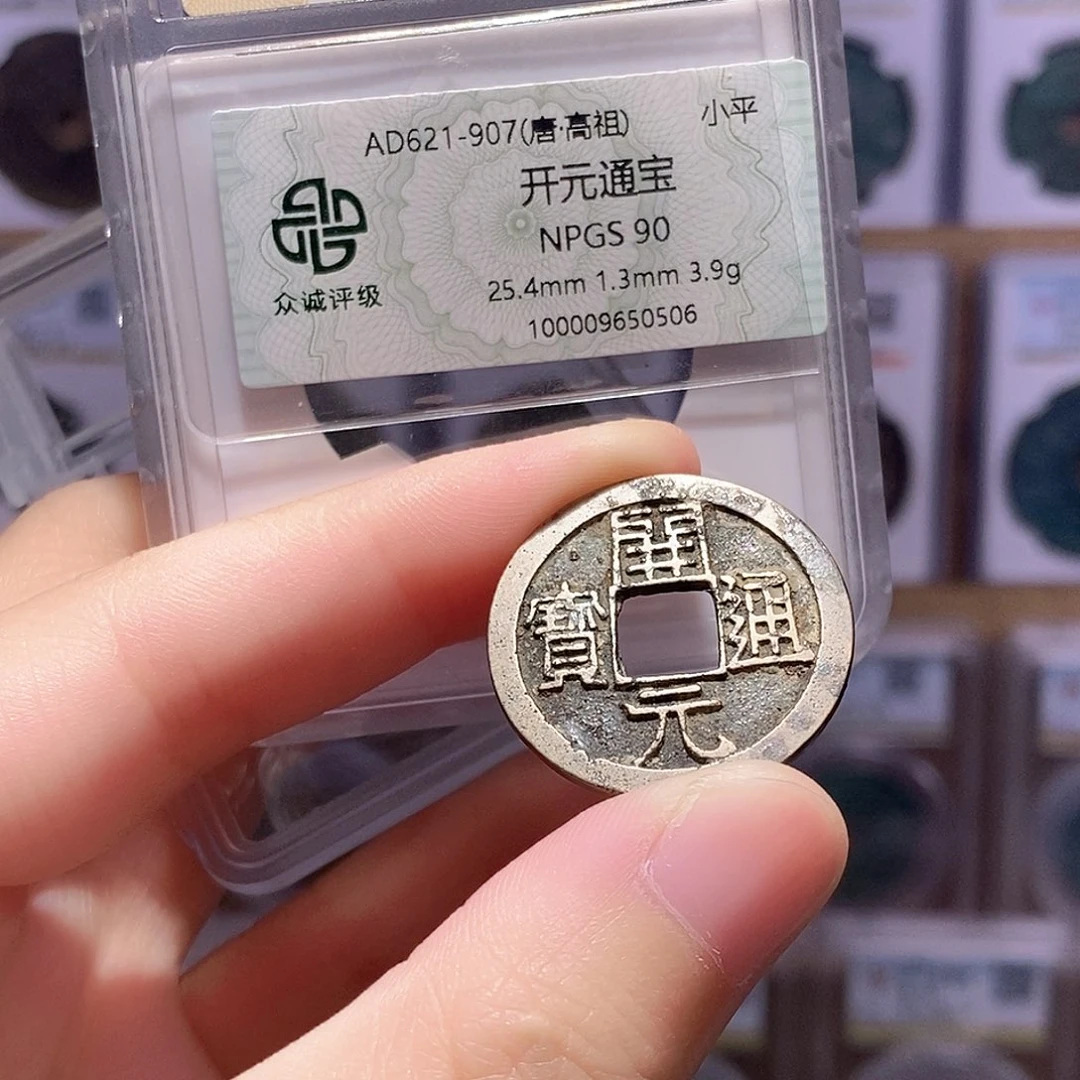 AD621-907(唐·高祖)
小平
开元通宝
NPGS 90
25.4mm 1.3mm 3.9g
100009650506
众诚评级
開
通
元
寶